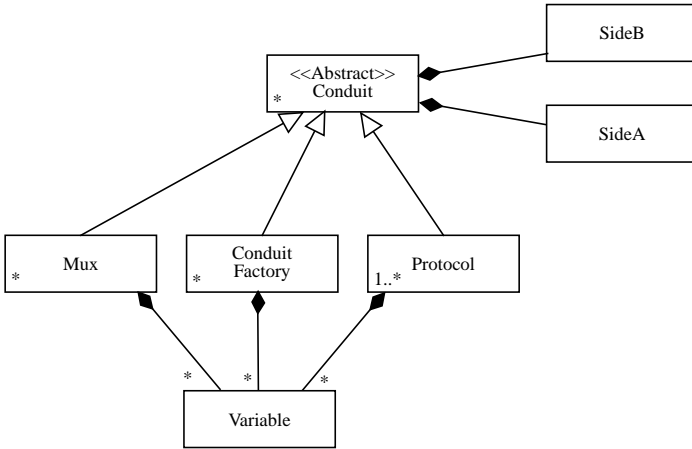 SideB
<<Abstract>>
Conduit
*
SideA
Mux
*
Conduit
Factory
*
Protocol
1..*
*
*
*
Variable